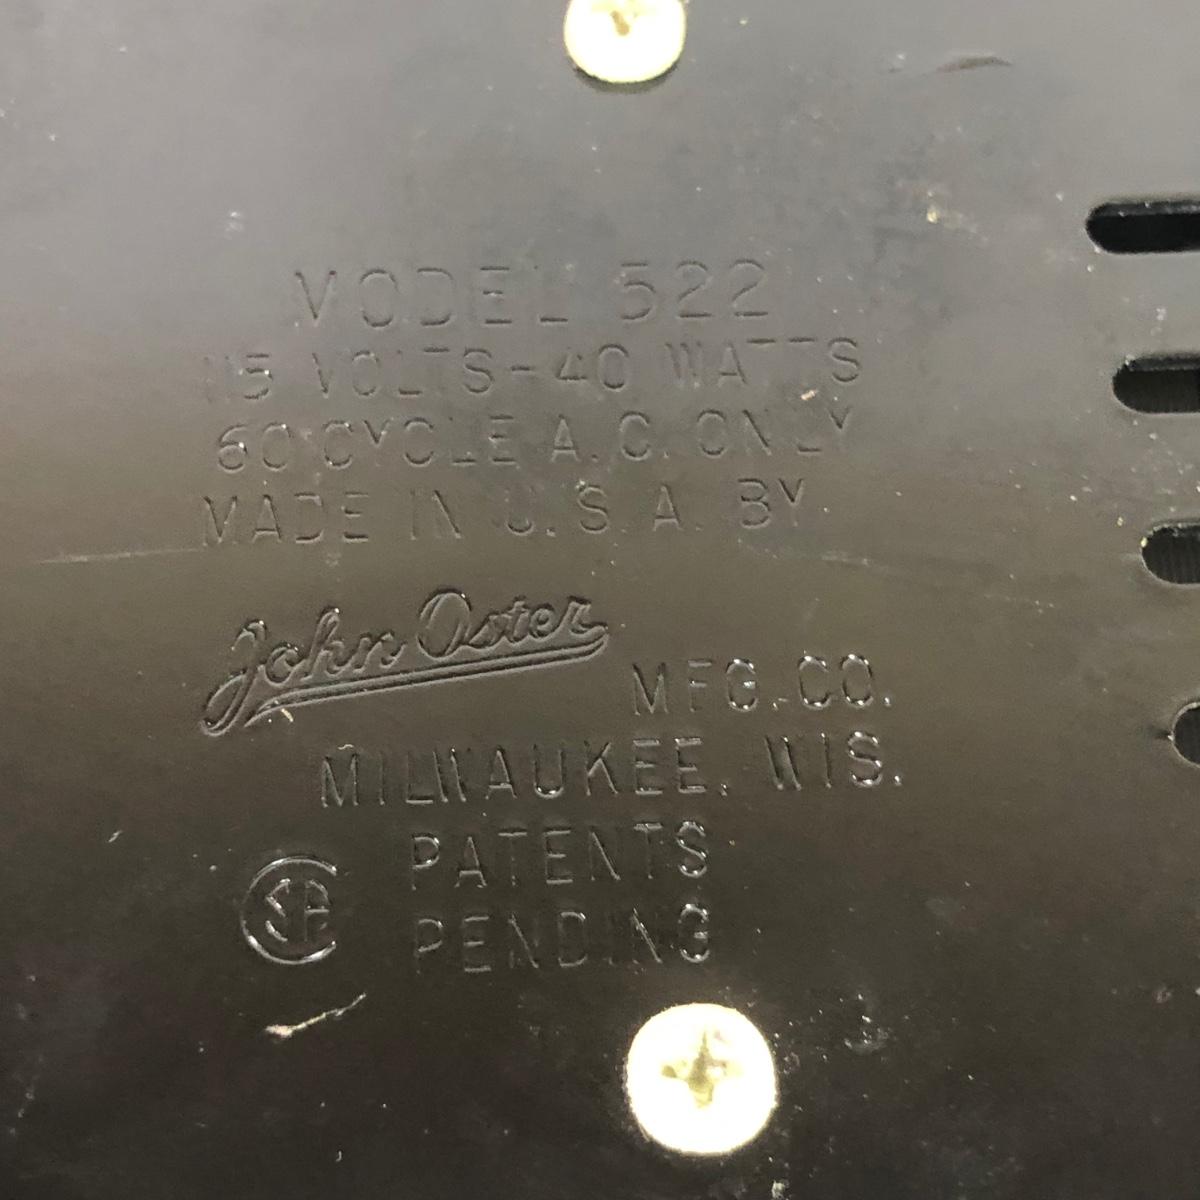 MODEL 522
115 VOLTS-40 WATTS
60 CYCLE A.C. ONLY
MADE IN U.S.A. BY
John Oster MFG. CO.
MILWAUKEE, WIS.
PATENTS
PENDING
CSA